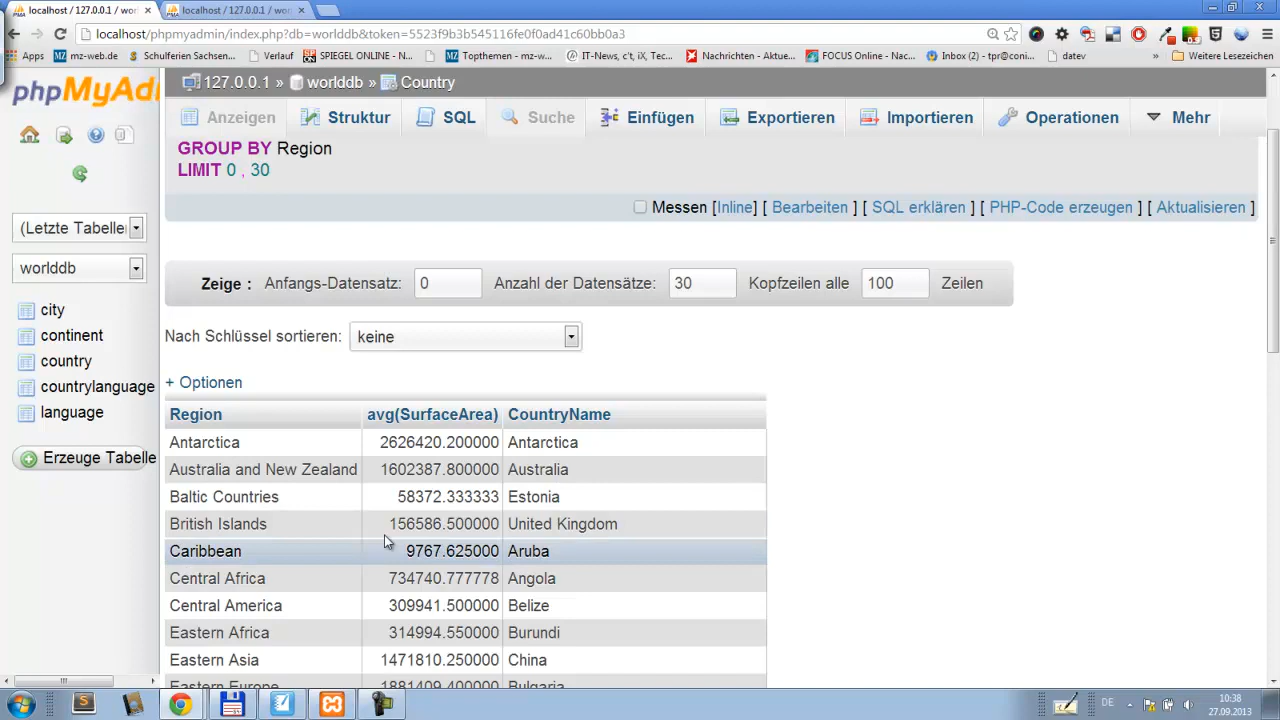 localhost / 127.0.0.1 / wo
localhost / 127.0.0.1 / wo
localhost/phpmyadmin/index.php?db=worlddb&token=5523f9b3b545116fe0f0ad41c60bb0a3
Apps
mz-web.de
Schulferien Sachsen...
Verlauf
SPIEGEL ONLINE - N...
Topthemen - mz-w...
IT-News, c't, iX, Tec...
Nachrichten - Aktue...
FOCUS Online - Nac...
Inbox (2) - tpr@coni...
datev
»
Weitere Lesezeichen
phpMyAd
127.0.0.1 » worlddb » Country
Anzeigen
Struktur
SQL
Suche
Einfügen
Exportieren
Importieren
Operationen
Mehr
GROUP BY Region
LIMIT 0 , 30
Messen [Inline] [ Bearbeiten ] [ SQL erklären ] [ PHP-Code erzeugen ] [ Aktualisieren ]
(Letzte Tabelle
worlddb
city
continent
country
countrylanguage
language
Erzeuge Tabelle
Zeige : Anfangs-Datensatz: 0 Anzahl der Datensätze: 30 Kopfzeilen alle 100 Zeilen
Nach Schlüssel sortieren: keine
+ Optionen
Region avg(SurfaceArea) CountryName
Antarctica 2626420.200000 Antarctica
Australia and New Zealand 1602387.800000 Australia
Baltic Countries 58372.333333 Estonia
British Islands 156586.500000 United Kingdom
Caribbean 9767.625000 Aruba
Central Africa 734740.777778 Angola
Central America 309941.500000 Belize
Eastern Africa 314994.550000 Burundi
Eastern Asia 1471810.250000 China
Eastern Europe 1881409.400000 Bulgaria
DE
10:38
27.09.2013